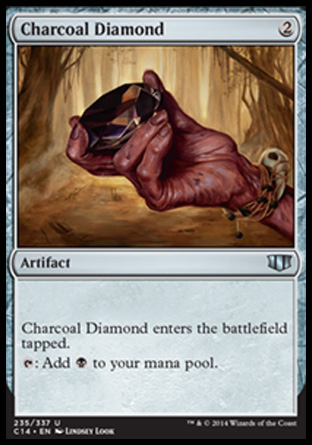 Charcoal Diamond 2
Artifact
Charcoal Diamond enters the battlefield
tapped.
: Add to your mana pool.
235/337 U
C14 • EN Lindsey Look ™ & © 2014 Wizards of the Coast